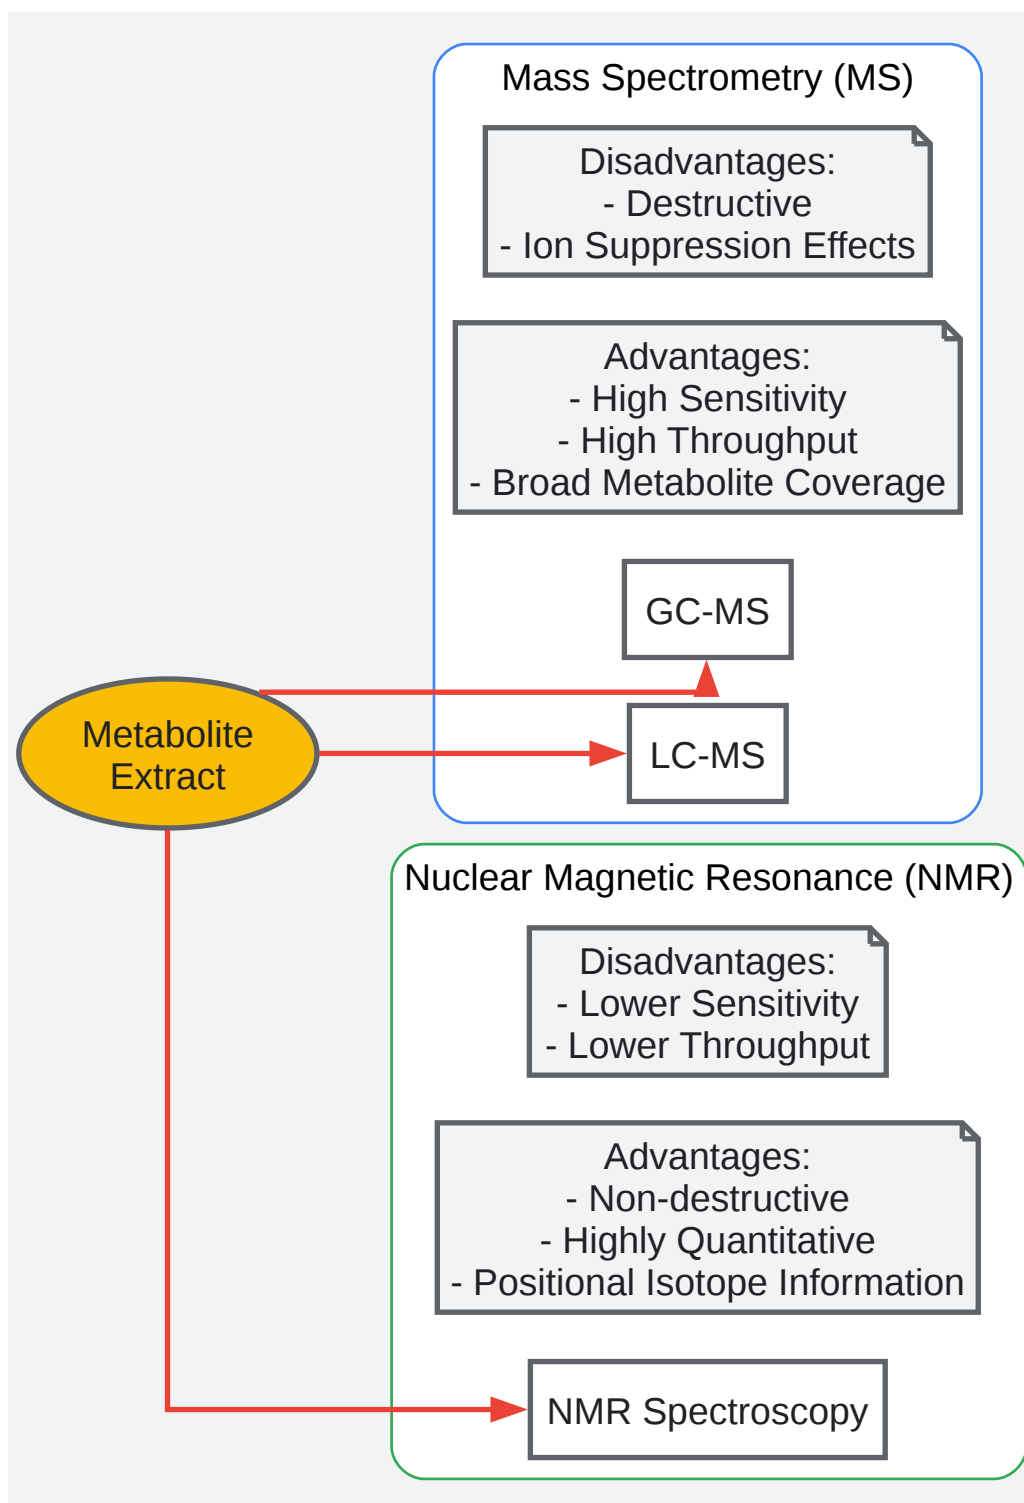 Mass Spectrometry (MS)
Disadvantages:
- Destructive
- Ion Suppression Effects
Advantages:
- High Sensitivity
- High Throughput
- Broad Metabolite Coverage
GC-MS
Metabolite
Extract
LC-MS
Nuclear Magnetic Resonance (NMR)
Disadvantages:
- Lower Sensitivity
- Lower Throughput
Advantages:
- Non-destructive
- Highly Quantitative
- Positional Isotope Information
NMR Spectroscopy